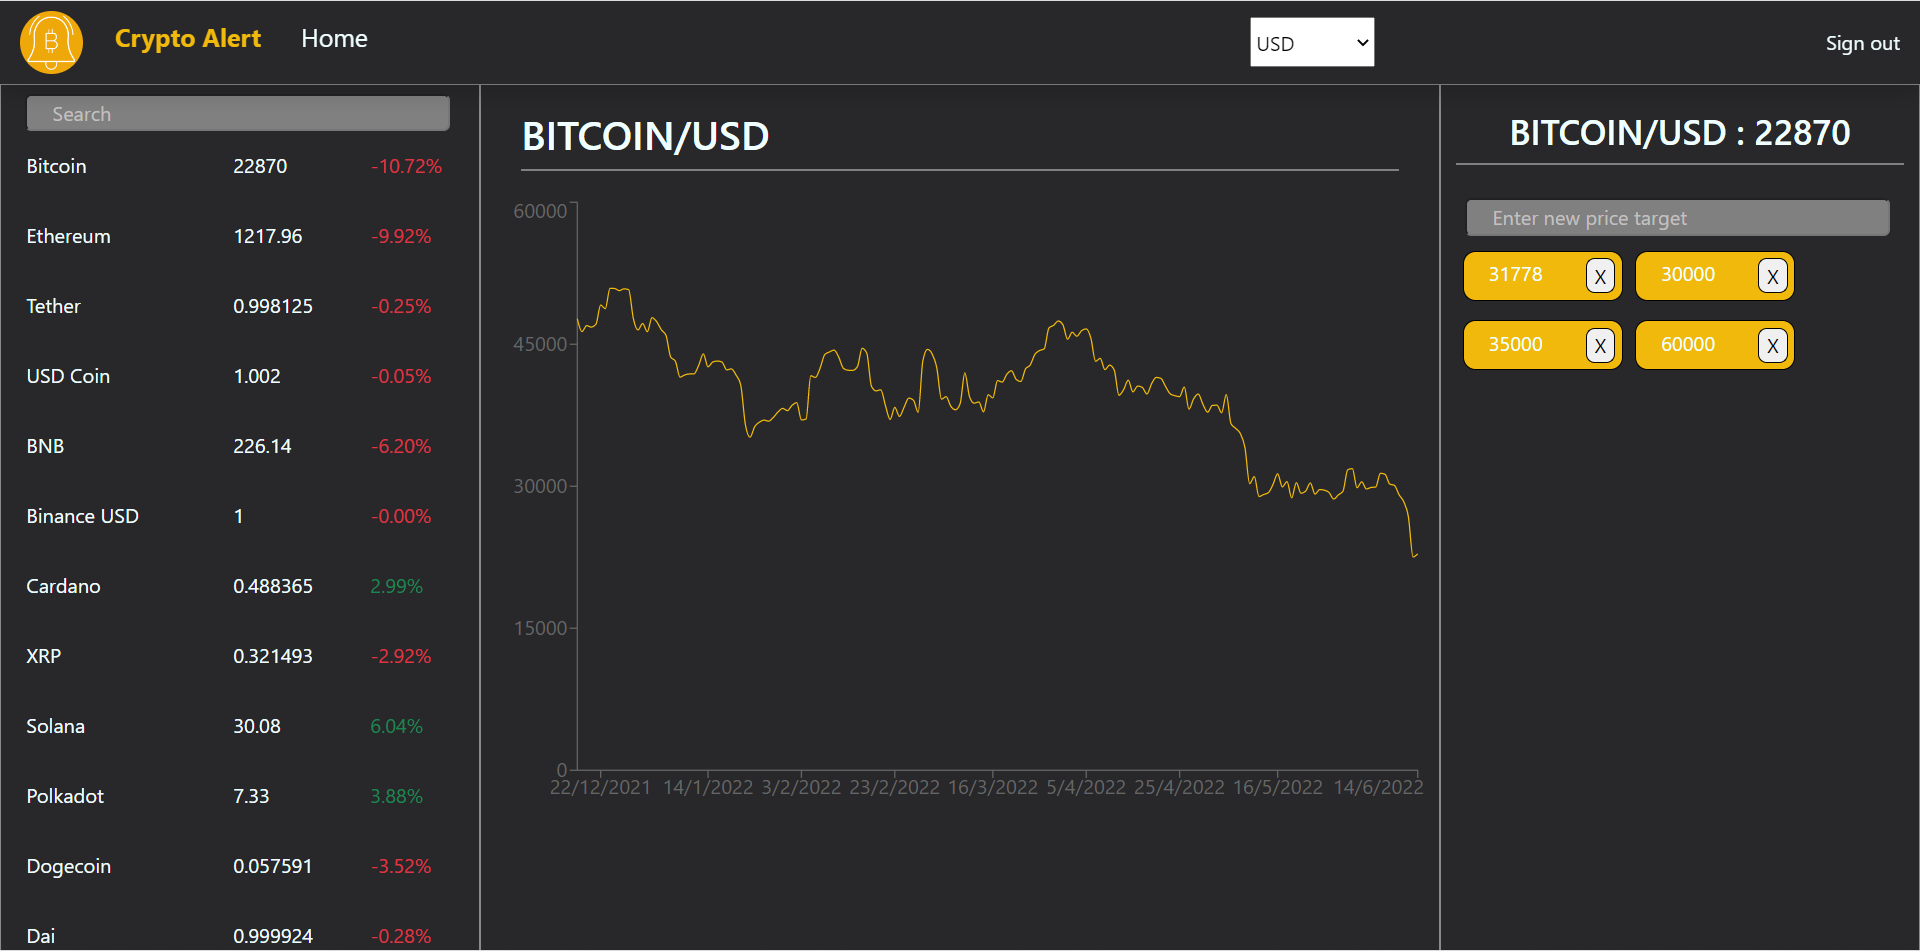 Crypto Alert Home USD Sign out
Search
Bitcoin 22870 -10.72%
Ethereum 1217.96 -9.92%
Tether 0.998125 -0.25%
USD Coin 1.002 -0.05%
BNB 226.14 -6.20%
Binance USD 1 -0.00%
Cardano 0.488365 2.99%
XRP 0.321493 -2.92%
Solana 30.08 6.04%
Polkadot 7.33 3.88%
Dogecoin 0.057591 -3.52%
Dai 0.999924 -0.28%
BITCOIN/USD
60000
45000
30000
15000
0
22/12/2021 14/1/2022 3/2/2022 23/2/2022 16/3/2022 5/4/2022 25/4/2022 16/5/2022 14/6/2022
BITCOIN/USD : 22870
Enter new price target
31778 X 30000 X
35000 X 60000 X